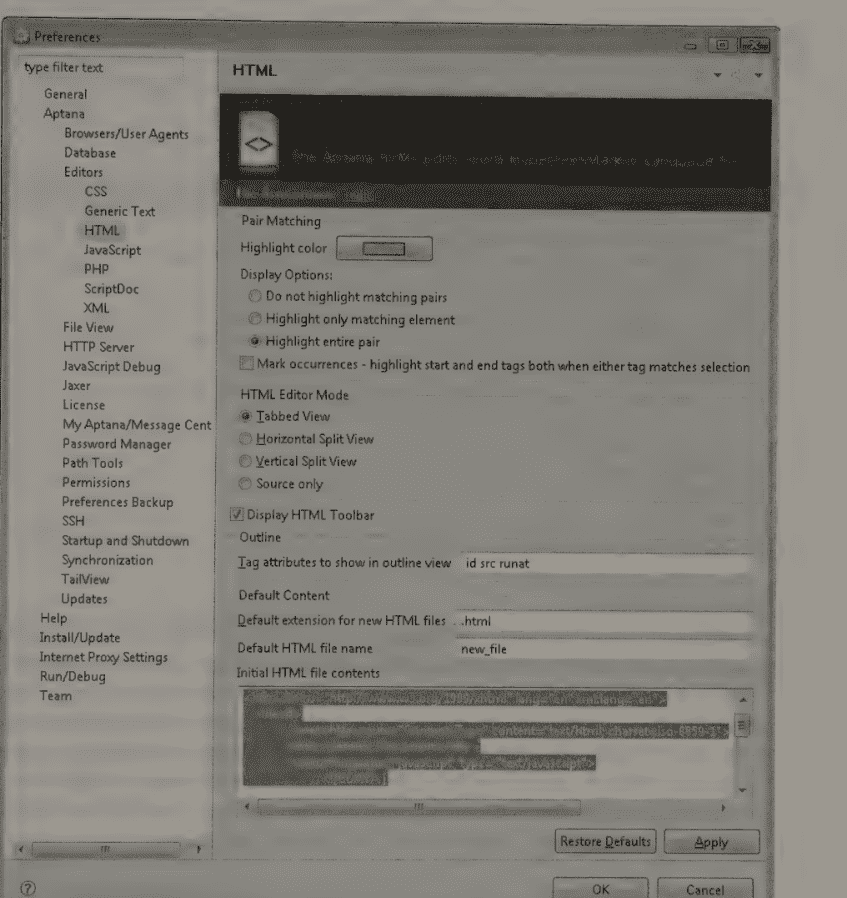 Preferences
type filter text
HTML
General
Aptana
Browsers/User Agents
Database
Editors
CSS
Generic Text
HTML
JavaScript
PHP
ScriptDoc
XML
File View
HTTP Server
JavaScript Debug
Jaxer
License
My Aptana/Message Cent
Password Manager
Path Tools
Permissions
Preferences Backup
SSH
Startup and Shutdown
Synchronization
TailView
Updates
Help
Install/Update
Internet Proxy Settings
Run/Debug
Team
<>
Pair Matching
Highlight color
Display Options:
Do not highlight matching pairs
Highlight only matching element
Highlight entire pair
Mark occurrences - highlight start and end tags both when either tag matches selection
HTML Editor Mode
Tabbed View
Horizontal Split View
Vertical Split View
Source only
Display HTML Toolbar
Outline
Tag attributes to show in outline view id src runat
Default Content
Default extension for new HTML files .html
Default HTML file name new_file
Initial HTML file contents
Restore Defaults Apply
OK Cancel